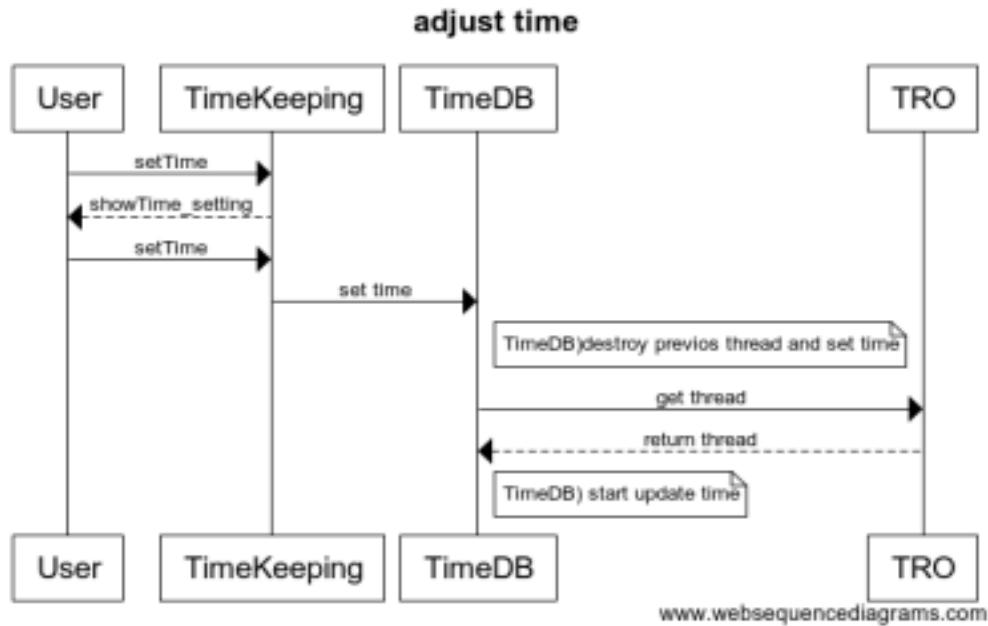 adjust time
User TimeKeeping TimeDB TRO
setTime
showTime_setting
setTime
set time
TimeDB)destroy previos thread and set time
get thread
return thread
TimeDB) start update time
User TimeKeeping TimeDB TRO
www.websequencediagrams.com